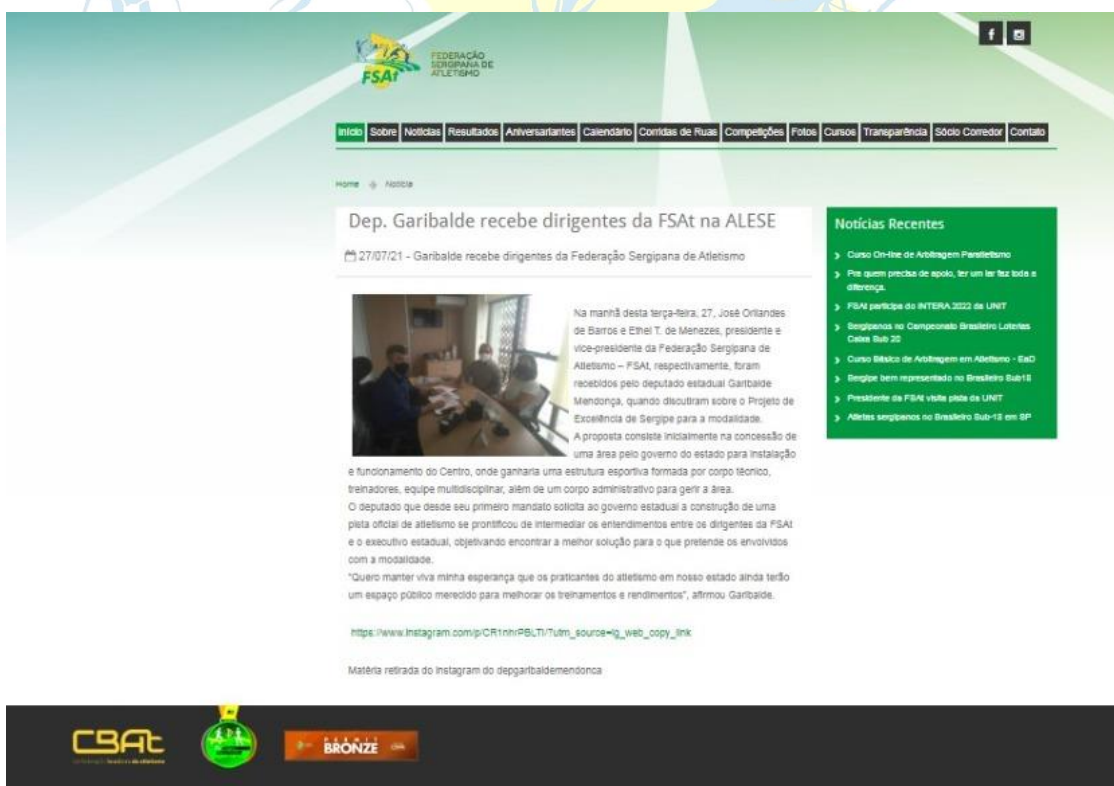 FSAt
FEDERAÇÃO
SERGIPANA DE
ATLETISMO
Início Sobre Notícias Resultados Aniversariantes Calendário Corridas de Ruas Competições Fotos Cursos Transparência Sócio Corredor Contato
Home Notícia
Dep. Garibalde recebe dirigentes da FSAt na ALESE
27/07/21 - Garibalde recebe dirigentes da Federação Sergipana de Atletismo
Na manhã desta terça-feira, 27, José Orilandes
de Barros e Ethel T. de Menezes, presidente e
vice-presidente da Federação Sergipana de
Atletismo – FSAt, respectivamente, foram
recebidos pelo deputado estadual Garibalde
Mendonça, quando discutiram sobre o Projeto de
Excelência de Sergipe para a modalidade.
A proposta consiste inicialmente na concessão de
uma área pelo governo do estado para instalação
e funcionamento do Centro, onde ganharia uma estrutura esportiva formada por corpo técnico,
treinadores, equipe multidisciplinar, além de um corpo administrativo para gerir a área.
O deputado que desde seu primeiro mandato solicita ao governo estadual a construção de uma
pista oficial de atletismo se prontificou de intermediar os entendimentos entre os dirigentes da FSAt
e o executivo estadual, objetivando encontrar a melhor solução para o que pretende os envolvidos
com a modalidade.
"Quero manter viva minha esperança que os praticantes do atletismo em nosso estado ainda terão
um espaço público merecido para melhorar os treinamentos e rendimentos", afirmou Garibalde.
https://www.instagram.com/p/CR1nhrPBLTl/?utm_source=ig_web_copy_link
Matéria retirada do Instagram do depgaribaldemendonca
Notícias Recentes
Curso On-line de Arbitragem Paratletismo
Pra quem precisa de apoio, ter um lar faz toda a
diferença.
FSAt participa do INTERA 2022 da UNIT
Sergipanos no Campeonato Brasileiro Loterias
Caixa Sub 20
Curso Básico de Arbitragem em Atletismo - EaD
Sergipe bem representado no Brasileiro Sub18
Presidente da FSAt visita pista da UNIT
Atletas sergipanos no Brasileiro Sub-18 em SP
CBAt
confederação brasileira de atletismo
PERMIT
BRONZE